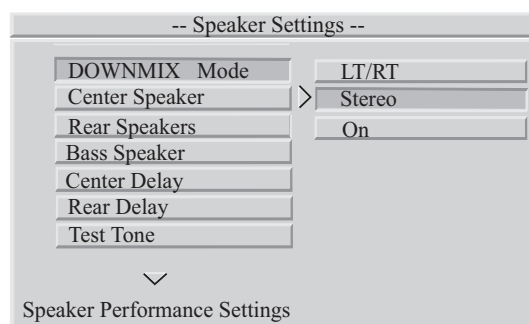 -- Speaker Settings --
DOWNMIX Mode
Center Speaker
Rear Speakers
Bass Speaker
Center Delay
Rear Delay
Test Tone
LT/RT
Stereo
On
Speaker Performance Settings